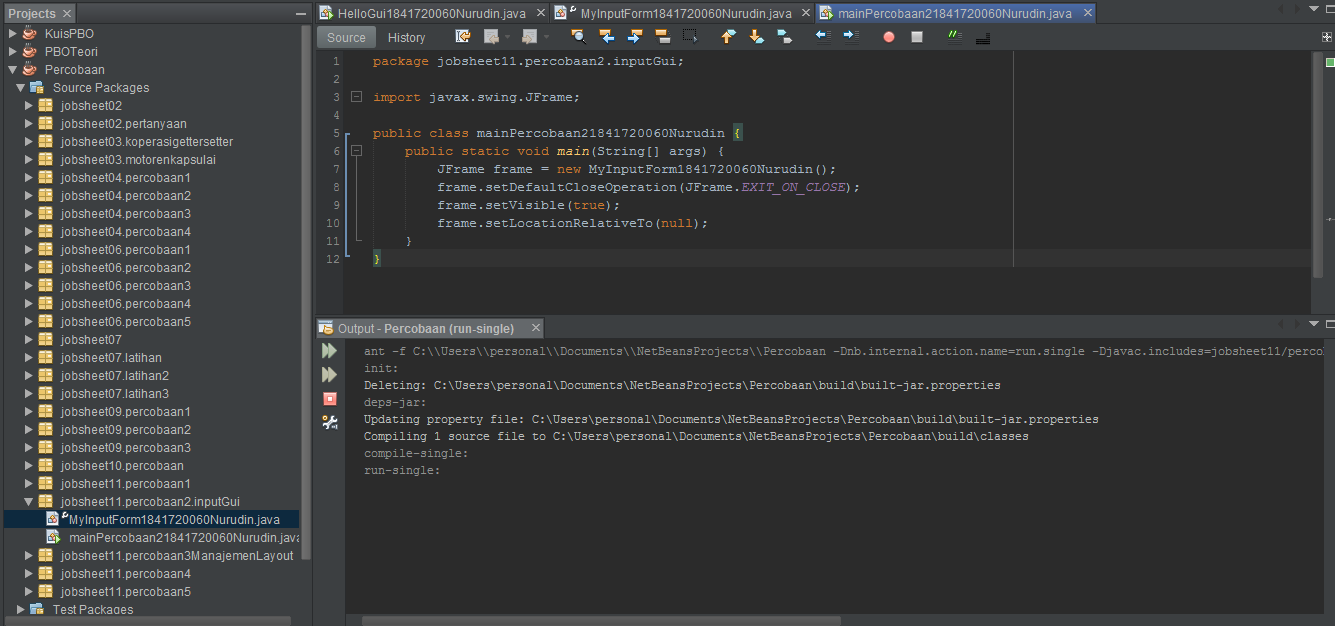 Projects
KuisPBO
PBOTeori
Percobaan
Source Packages
jobsheet02
jobsheet02.pertanyaan
jobsheet03.koperasigettersetter
jobsheet03.motorenkapsulai
jobsheet04.percobaan1
jobsheet04.percobaan2
jobsheet04.percobaan3
jobsheet04.percobaan4
jobsheet06.percobaan1
jobsheet06.percobaan2
jobsheet06.percobaan3
jobsheet06.percobaan4
jobsheet06.percobaan5
jobsheet07
jobsheet07.latihan
jobsheet07.latihan2
jobsheet07.latihan3
jobsheet09.percobaan1
jobsheet09.percobaan2
jobsheet09.percobaan3
jobsheet10.percobaan
jobsheet11.percobaan1
jobsheet11.percobaan2.inputGui
MyInputForm1841720060Nurudin.java
mainPercobaan21841720060Nurudin.java
jobsheet11.percobaan3ManajemenLayout
jobsheet11.percobaan4
jobsheet11.percobaan5
Test Packages
HelloGui1841720060Nurudin.java MyInputForm1841720060Nurudin.java mainPercobaan21841720060Nurudin.java
Source History
1 package jobsheet11.percobaan2.inputGui;
2
3 import javax.swing.JFrame;
4
5 public class mainPercobaan21841720060Nurudin {
6 public static void main(String[] args) {
7 JFrame frame = new MyInputForm1841720060Nurudin();
8 frame.setDefaultCloseOperation(JFrame.EXIT_ON_CLOSE);
9 frame.setVisible(true);
10 frame.setLocationRelativeTo(null);
11 }
12 }
Output - Percobaan (run-single)
ant -f C:\\Users\\personal\\Documents\\NetBeansProjects\\Percobaan -Dnb.internal.action.name=run.single -Djavac.includes=jobsheet11/perco
init:
Deleting: C:\Users\personal\Documents\NetBeansProjects\Percobaan\build\built-jar.properties
deps-jar:
Updating property file: C:\Users\personal\Documents\NetBeansProjects\Percobaan\build\built-jar.properties
Compiling 1 source file to C:\Users\personal\Documents\NetBeansProjects\Percobaan\build\classes
compile-single:
run-single: